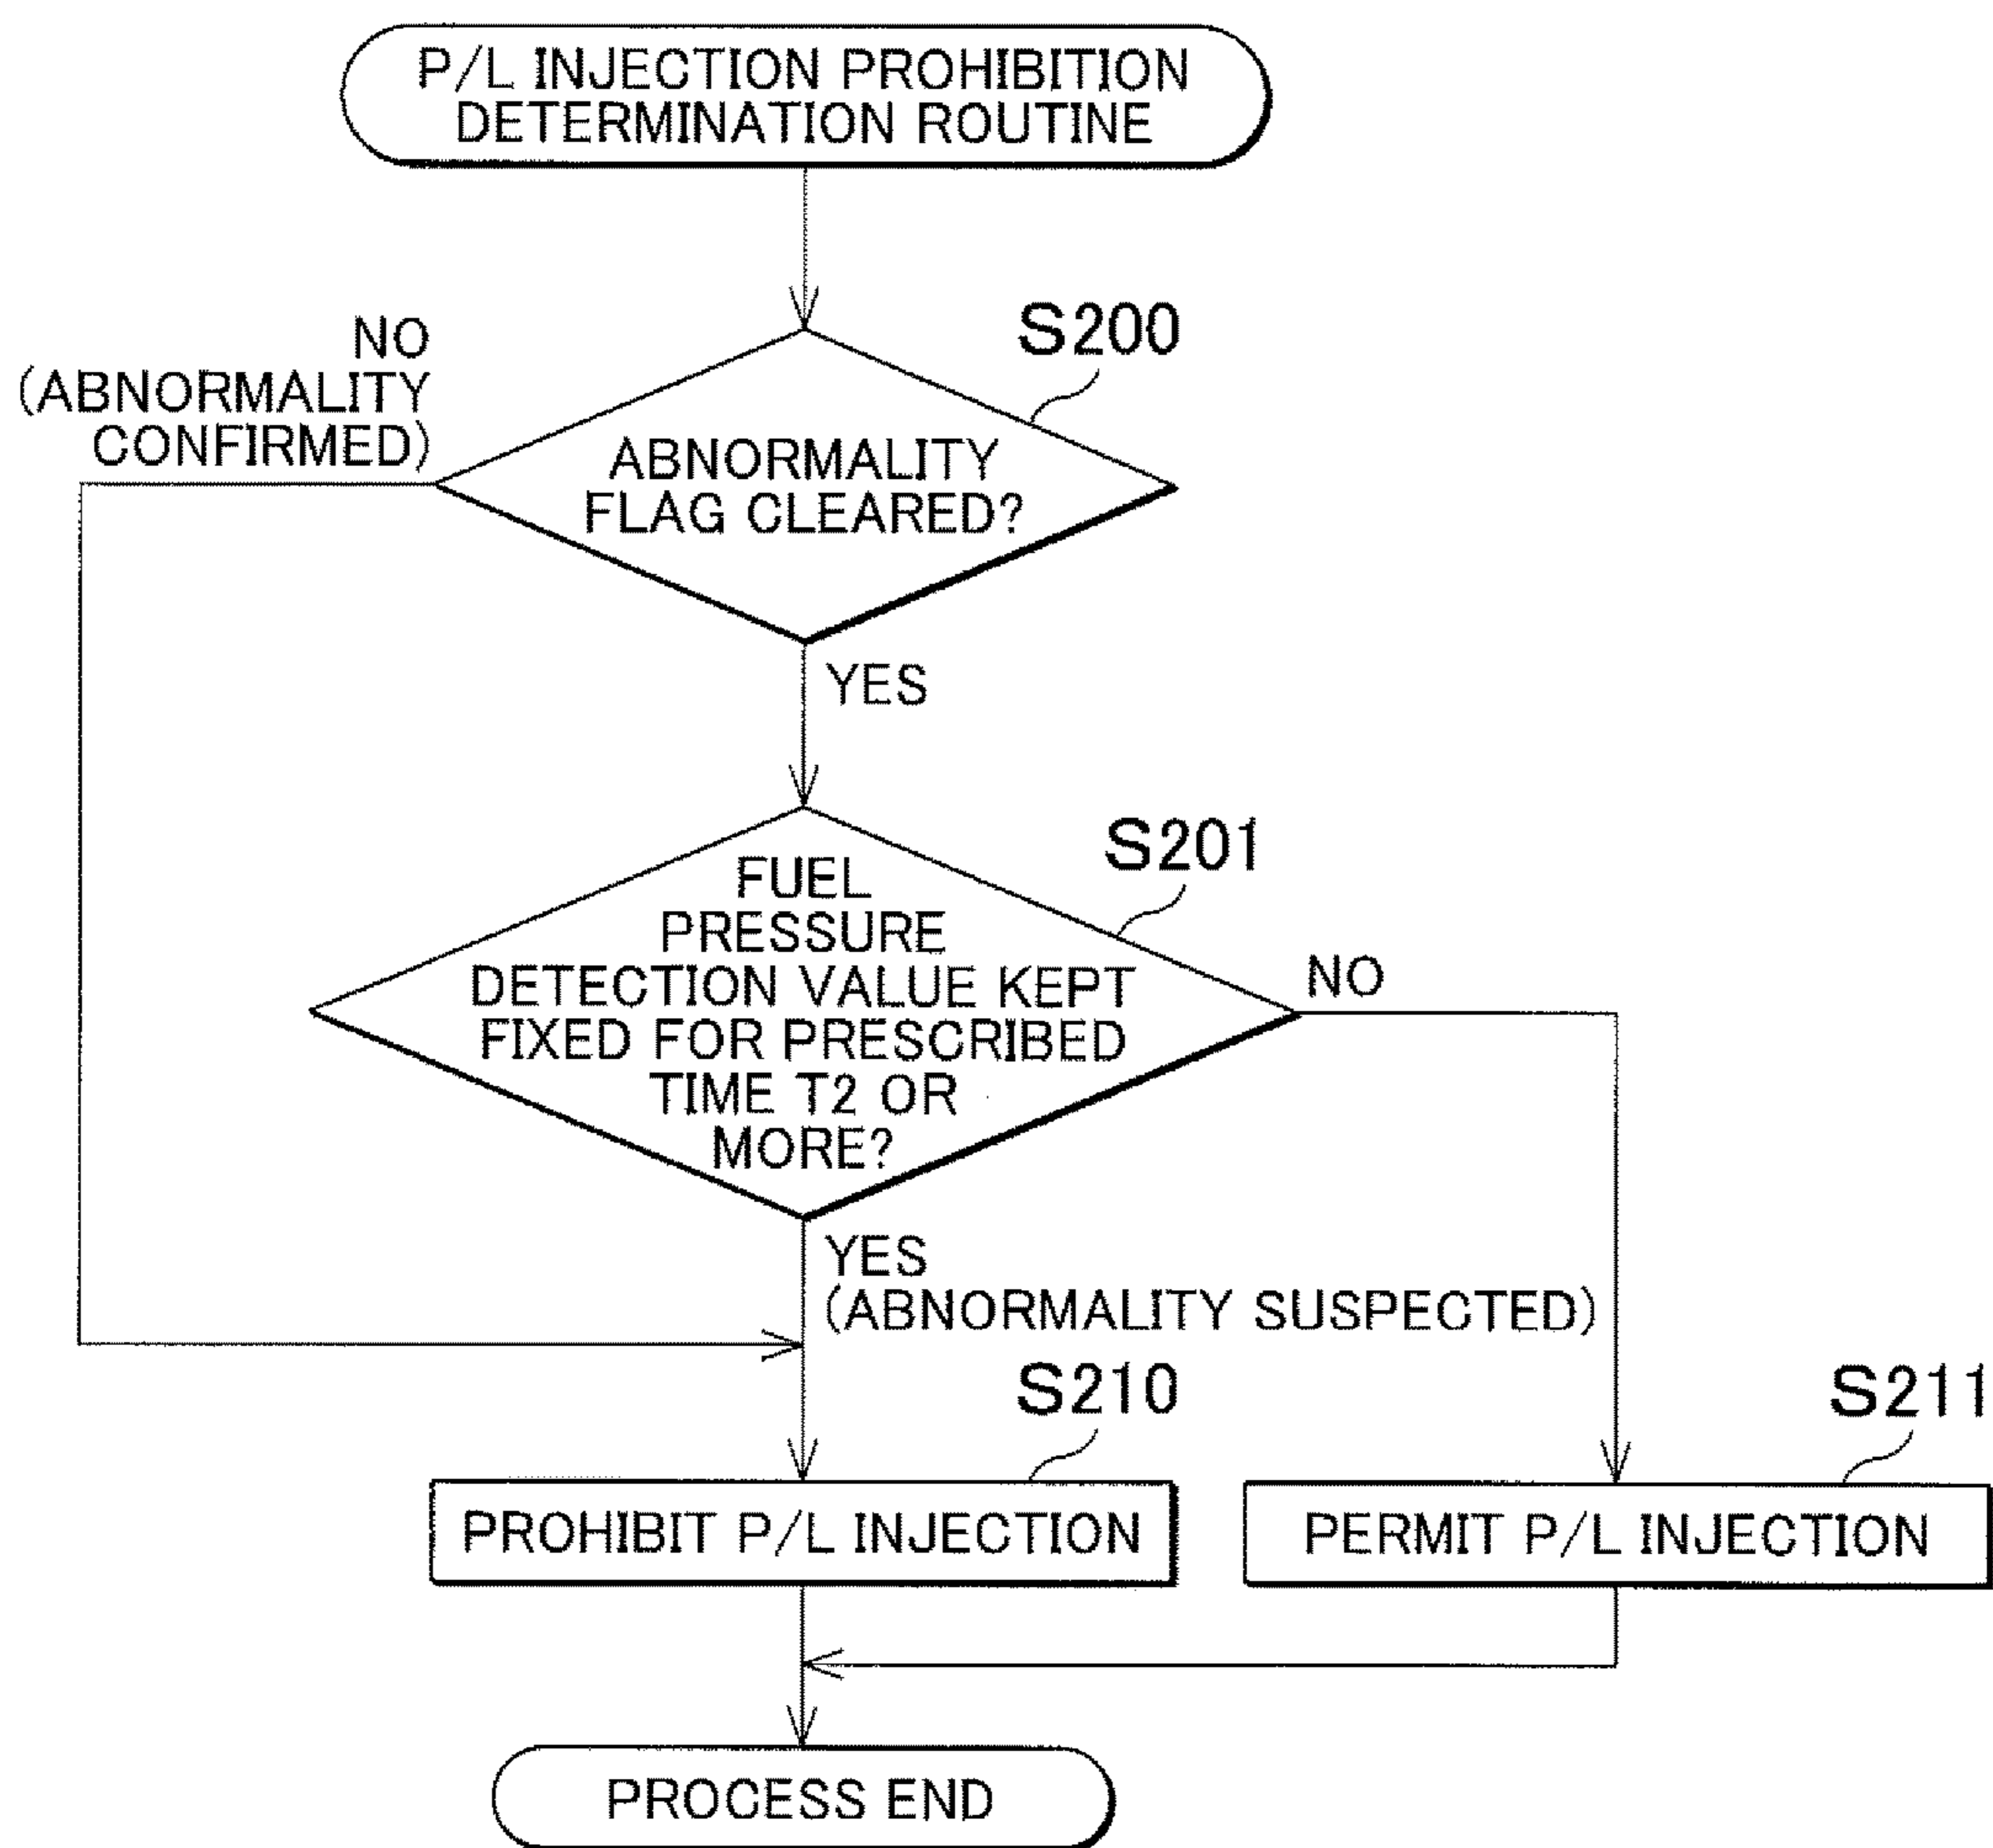 P/L INJECTION PROHIBITION
DETERMINATION ROUTINE
S200
NO
(ABNORMALITY
CONFIRMED)
ABNORMALITY
FLAG CLEARED?
YES
S201
FUEL
PRESSURE
DETECTION VALUE KEPT
FIXED FOR PRESCRIBED
TIME T2 OR
MORE?
NO
YES
(ABNORMALITY SUSPECTED)
S210
S211
PROHIBIT P/L INJECTION
PERMIT P/L INJECTION
PROCESS END